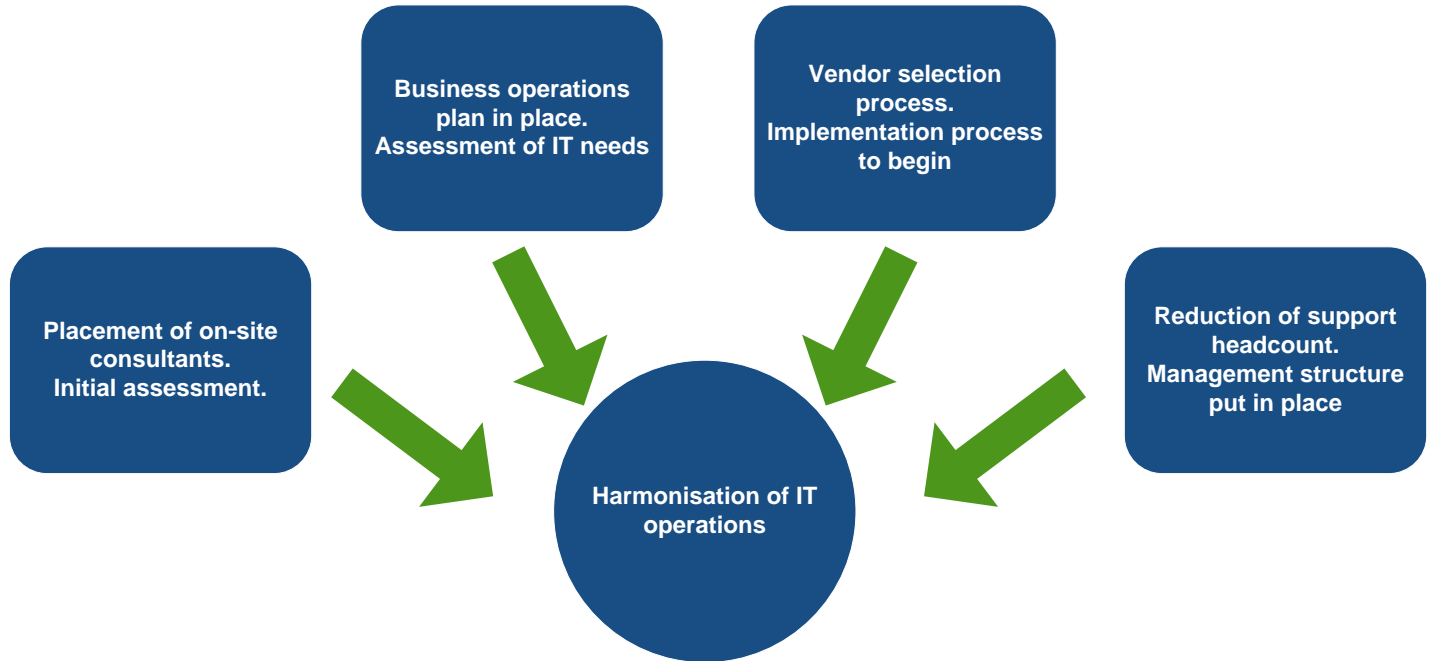 Business operations
plan in place.
Assessment of IT needs
Vendor selection
process.
Implementation process
to begin
Placement of on-site
consultants.
Initial assessment.
Reduction of support
headcount.
Management structure
put in place
Harmonisation of IT
operations